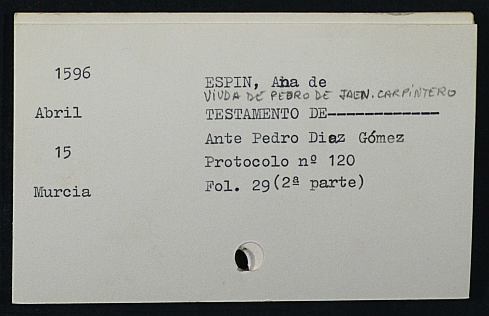 1596
Abril
15
Murcia
ESPIN, Ana de
VIUDA DE PEDRO DE JAEN. CARPINTERO
TESTAMENTO DE-------------
Ante Pedro Diaz Gómez
Protocolo nº 120
Fol. 29(2ª parte)